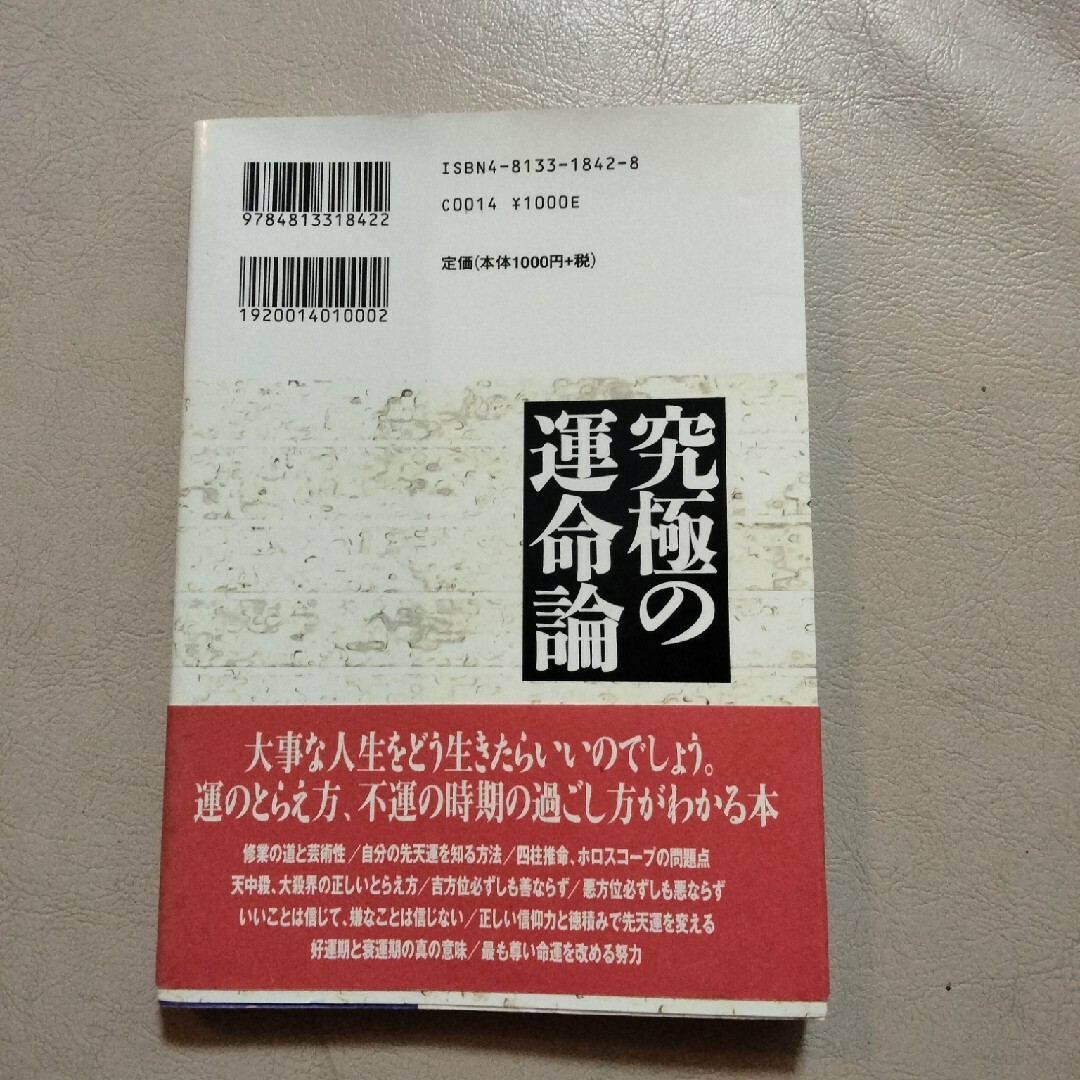 9784813318422
ISBN4-8133-1842-8
C0014 ¥1000E
定価(本体1000円+税)
1920014010002
究極の
運命論
大事な人生をどう生きたらいいのでしょう。
運のとらえ方、不運の時期の過ごし方がわかる本
修業の道と芸術性/自分の先天運を知る方法/四柱推命、ホロスコープの問題点
天中殺、大殺界の正しいとらえ方/吉方位必ずしも善ならず/悪方位必ずしも悪ならず
いいことは信じて、嫌なことは信じない/正しい信仰力と徳積みで先天運を変える
好運期と衰運期の真の意味/最も尊い命運を改める努力